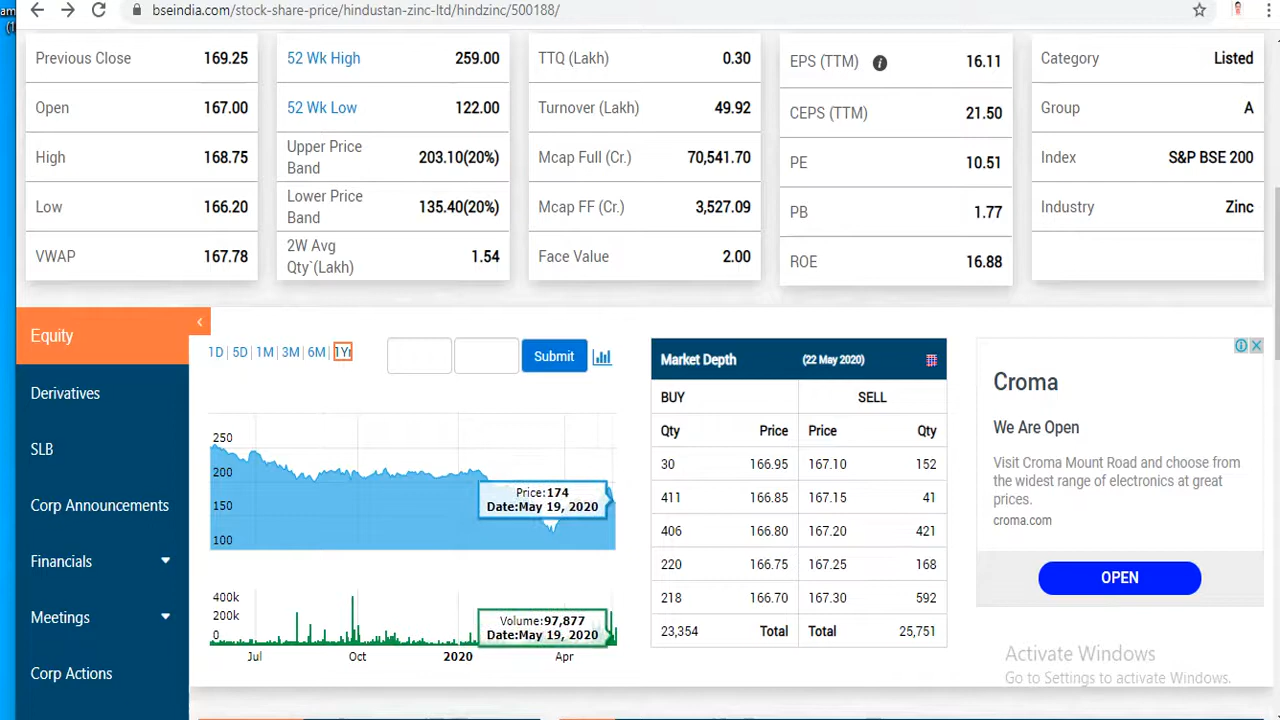 am
bseindia.com/stock-share-price/hindustan-zinc-ltd/hindzinc/500188/
Previous Close 169.25
Open 167.00
High 168.75
Low 166.20
VWAP 167.78
52 Wk High 259.00
52 Wk Low 122.00
Upper Price
Band 203.10(20%)
Lower Price
Band 135.40(20%)
2W Avg
Qty`(Lakh) 1.54
TTQ (Lakh) 0.30
Turnover (Lakh) 49.92
Mcap Full (Cr.) 70,541.70
Mcap FF (Cr.) 3,527.09
Face Value 2.00
EPS (TTM) i 16.11
CEPS (TTM) 21.50
PE 10.51
PB 1.77
ROE 16.88
Category Listed
Group A
Index S&P BSE 200
Industry Zinc
Equity
Derivatives
SLB
Corp Announcements
Financials
Meetings
Corp Actions
1D | 5D | 1M | 3M | 6M | 1Yr
Submit
250
200
150
100
Price:174
Date:May 19, 2020
400k
200k
0
Volume:97,877
Date:May 19, 2020
Jul Oct 2020 Apr
Market Depth (22 May 2020)
BUY SELL
Qty Price Price Qty
30 166.95 167.10 152
411 166.85 167.15 41
406 166.80 167.20 421
220 166.75 167.25 168
218 166.70 167.30 592
23,354 Total Total 25,751
Croma
We Are Open
Visit Croma Mount Road and choose from
the widest range of electronics at great
prices.
croma.com
OPEN
Activate Windows
Go to Settings to activate Windows.